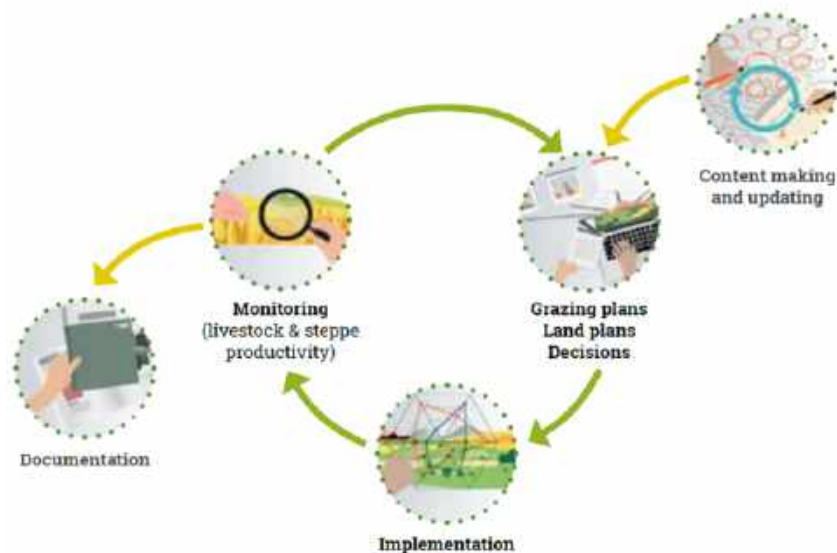 Content making
and updating
Monitoring
(livestock & steppe
productivity)
Grazing plans
Land plans
Decisions
Documentation
Implementation